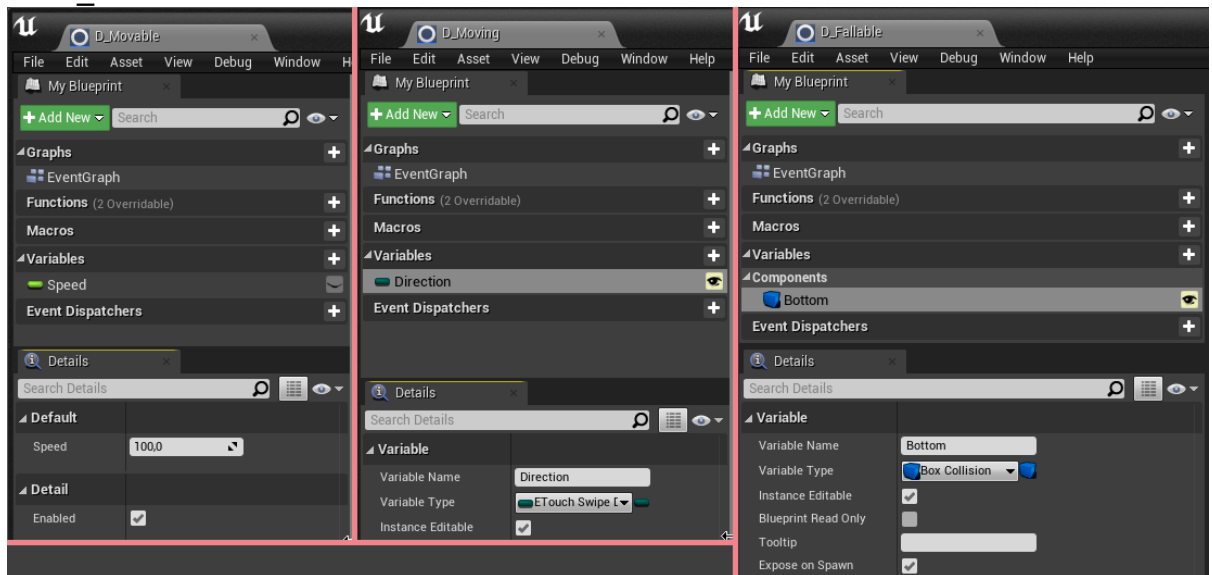 D_Movable
File Edit Asset View Debug Window H
My Blueprint
Add New Search
Graphs
EventGraph
Functions (2 Overridable)
Macros
Variables
Speed
Event Dispatchers
Details
Search Details
Default
Speed 100,0
Detail
Enabled
D_Moving
File Edit Asset View Debug Window Help
My Blueprint
Add New Search
Graphs
EventGraph
Functions (2 Overridable)
Macros
Variables
Direction
Event Dispatchers
Details
Search Details
Variable
Variable Name Direction
Variable Type ETouch Swipe D
Instance Editable
D_Fallable
File Edit Asset View Debug Window Help
My Blueprint
Add New Search
Graphs
EventGraph
Functions (2 Overridable)
Macros
Variables
Components
Bottom
Event Dispatchers
Details
Search Details
Variable
Variable Name Bottom
Variable Type Box Collision
Instance Editable
Blueprint Read Only
Tooltip
Expose on Spawn